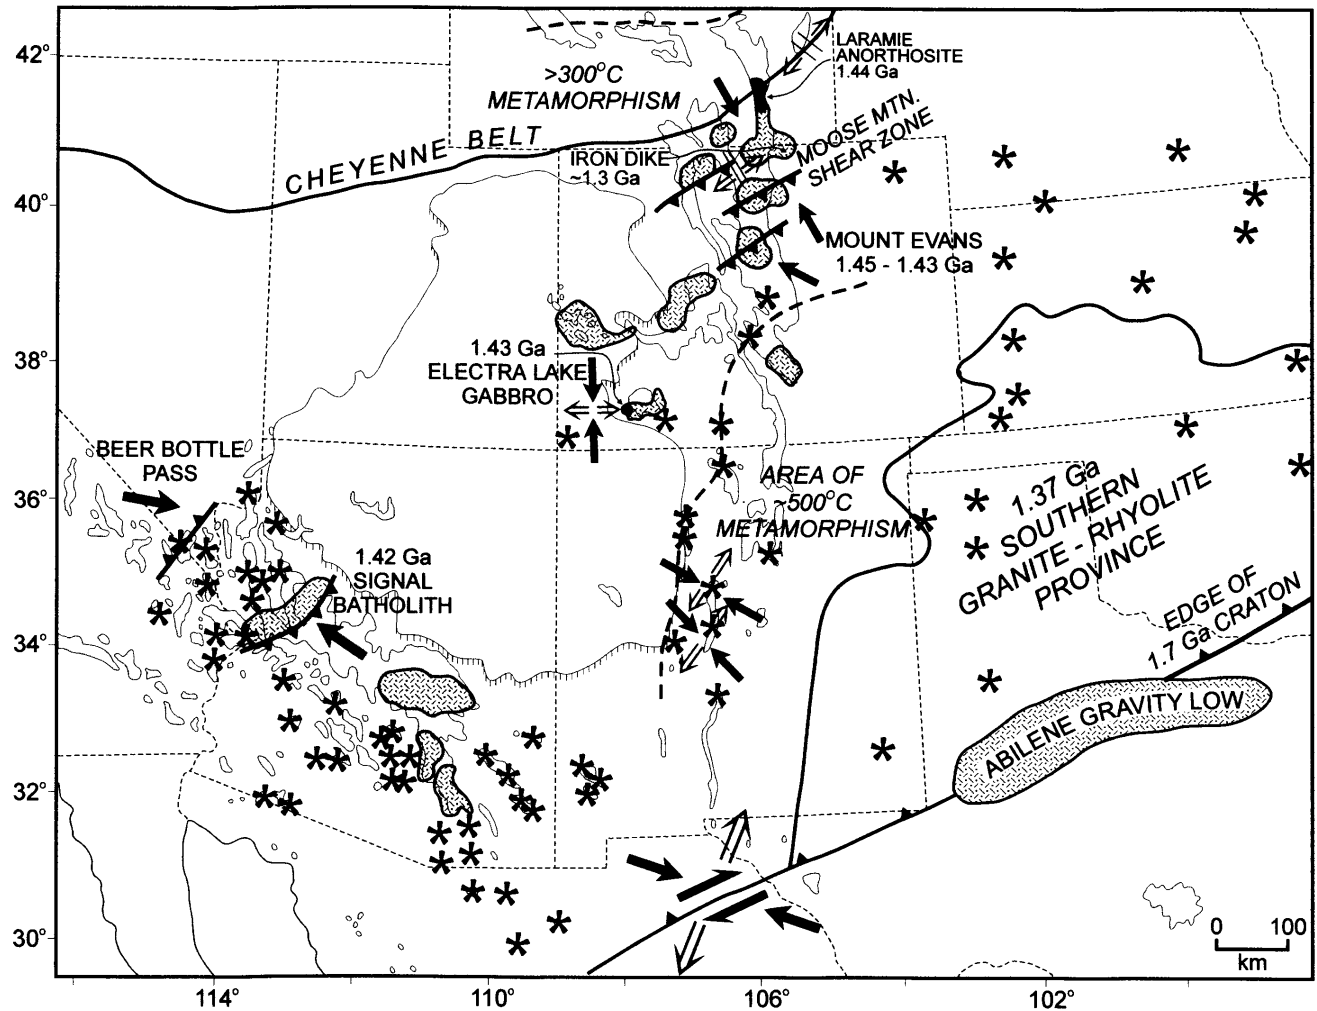 42°
40°
38°
36°
34°
32°
30°
LARAMIE
ANORTHOSITE
1.44 Ga
>300°C
METAMORPHISM
CHEYENNE BELT
IRON DIKE
~1.3 Ga
MOOSE MTN.
SHEAR ZONE
MOUNT EVANS
1.45 - 1.43 Ga
1.43 Ga
ELECTRA LAKE
GABBRO
BEER BOTTLE
PASS
AREA OF
~500°C
METAMORPHISM
1.37 Ga
SOUTHERN
GRANITE - RHYOLITE
PROVINCE
1.42 Ga
SIGNAL
BATHOLITH
EDGE OF
1.7 Ga CRATON
ABILENE GRAVITY LOW
0 100
km
114° 110° 106° 102°